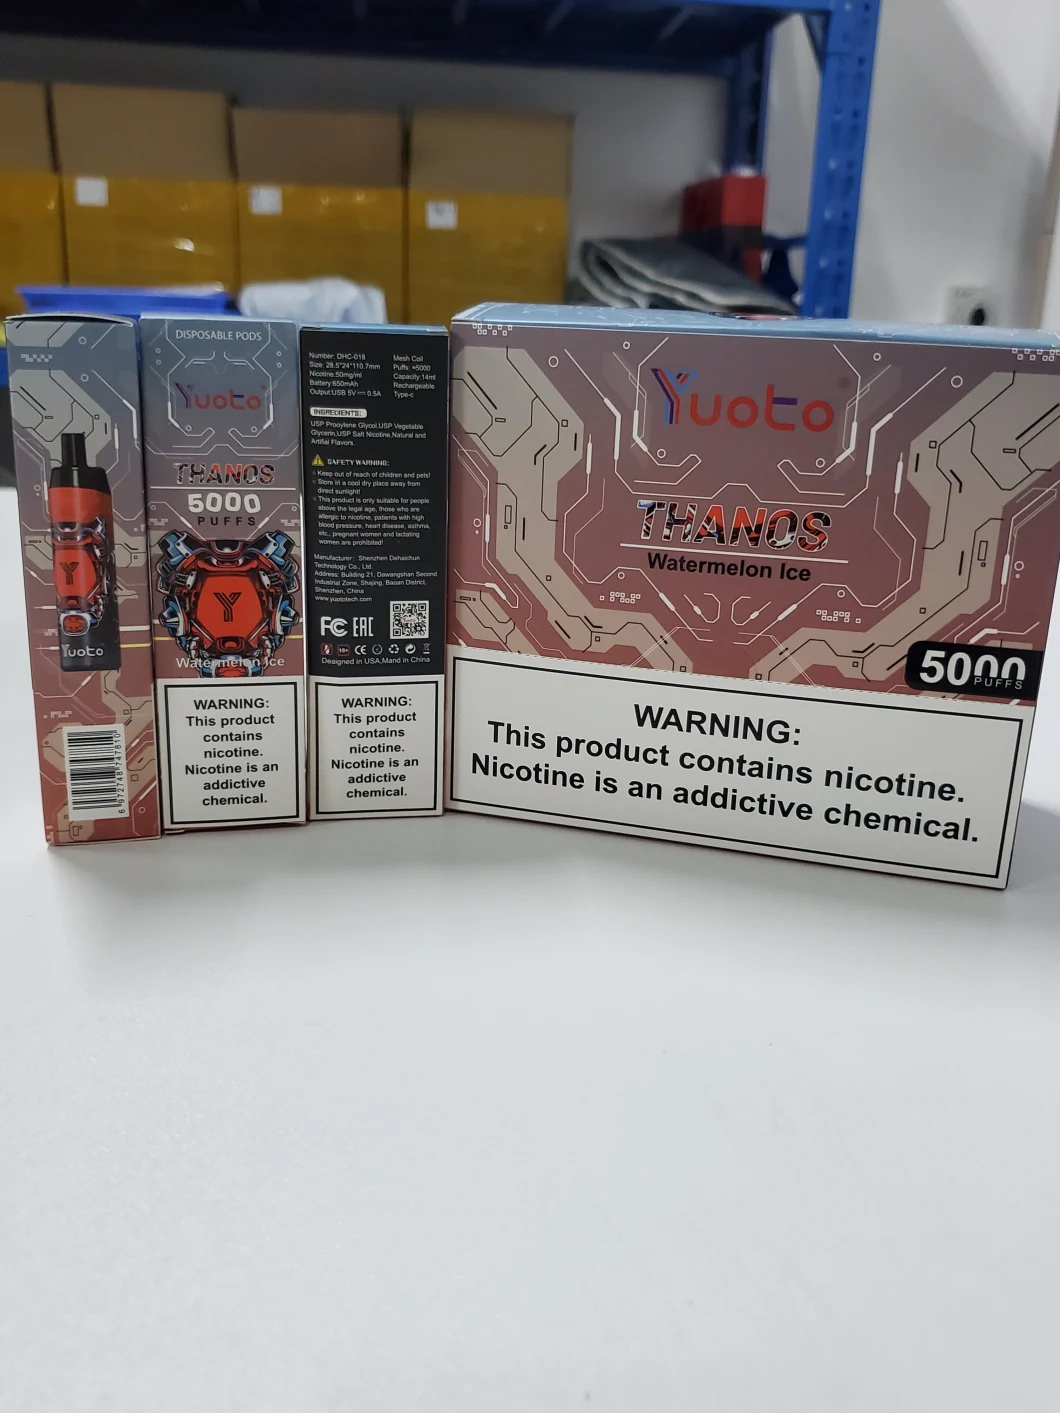 Y
Yuoto
6 972748 747810
DISPOSABLE PODS
Yuoto
THANOS
5000
PUFFS
Y
Watermelon Ice
WARNING:
This product
contains
nicotine.
Nicotine is an
addictive
chemical.
Number: DHC-018
Size: 28.5*24*110.7mm
Nicotine:50mg/ml
Battery:650mAh
Output:USB 5V⎓0.5A
Mesh Coil
Puffs: ≈5000
Capacity:14ml
Rechargeable
Type-c
INGREDIENTS:
USP Prooylene Glycol,USP Vegetable
Glycerin,USP Salt Nicotine,Natural and
Artifial Flavors.
SAFETY WARNING:
Keep out of reach of children and pets!
Store in a cool dry place away from
direct sunlight!
This product is only suitable for people
above the legal age, those who are
allergic to nicotine, patients with high
blood pressure, heart disease, asthma,
etc., pregnant women and lactating
women are prohibited!
Manufacturer: Shenzhen Dehaichun
Technology Co., Ltd.
Address: Building 21, Dawangshan Second
Industrial Zone, Shajing, Baoan District,
Shenzhen, China
www.yuototech.com
FC EAC
18+ CE
Deaigned in USA,Mand in China
WARNING:
This product
contains
nicotine.
Nicotine is an
addictive
chemical.
Yuoto
THANOS
Watermelon Ice
5000
PUFFS
WARNING:
This product contains nicotine.
Nicotine is an addictive chemical.